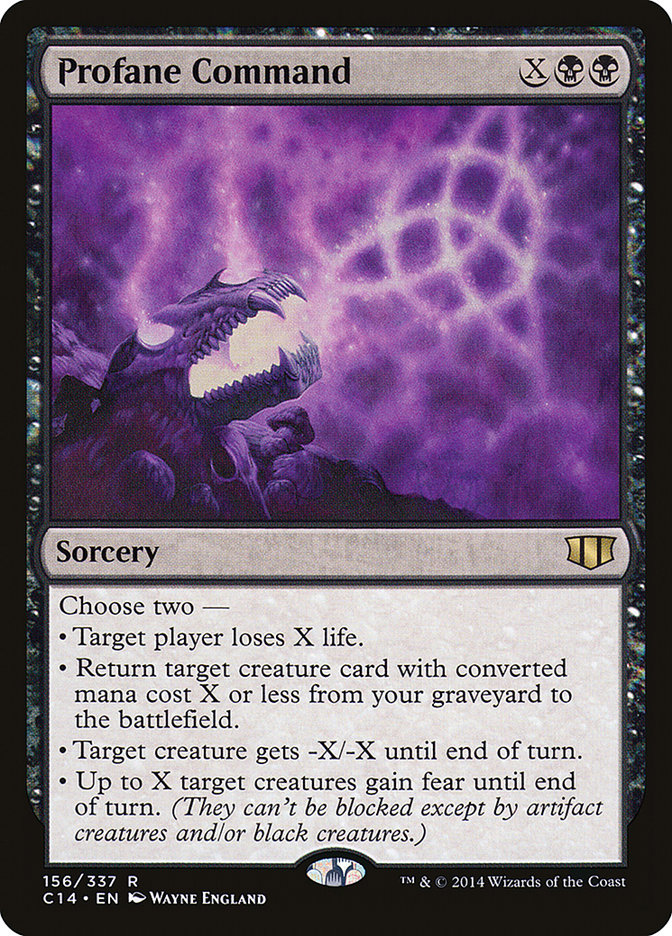 Profane Command X
Sorcery
Choose two —
• Target player loses X life.
• Return target creature card with converted
mana cost X or less from your graveyard to
the battlefield.
• Target creature gets -X/-X until end of turn.
• Up to X target creatures gain fear until end
of turn. (They can't be blocked except by artifact
creatures and/or black creatures.)
156/337 R
™ & © 2014 Wizards of the Coast
C14 • EN Wayne England